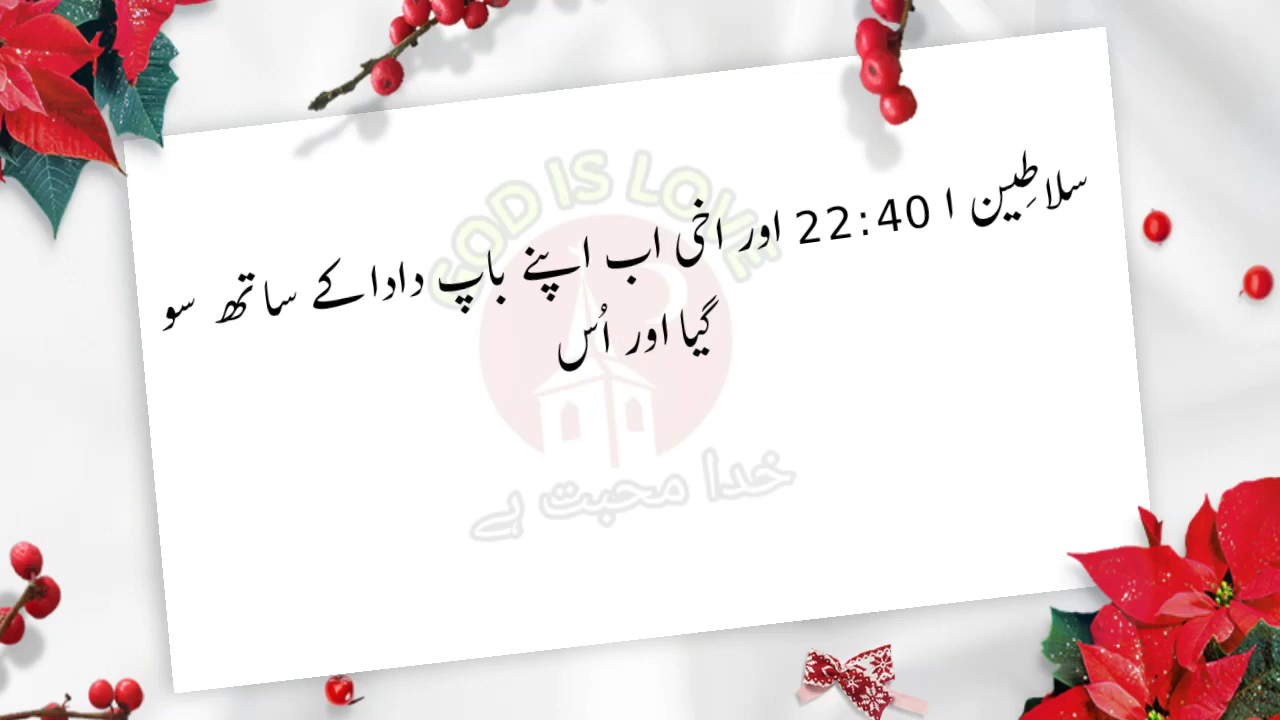 سلاطِین ۱ 22:40 اور اخی اب اپنے باپ دادا کے ساتھ سو
گیا اور اُس
GOD IS LOVE
خدا محبت ہے